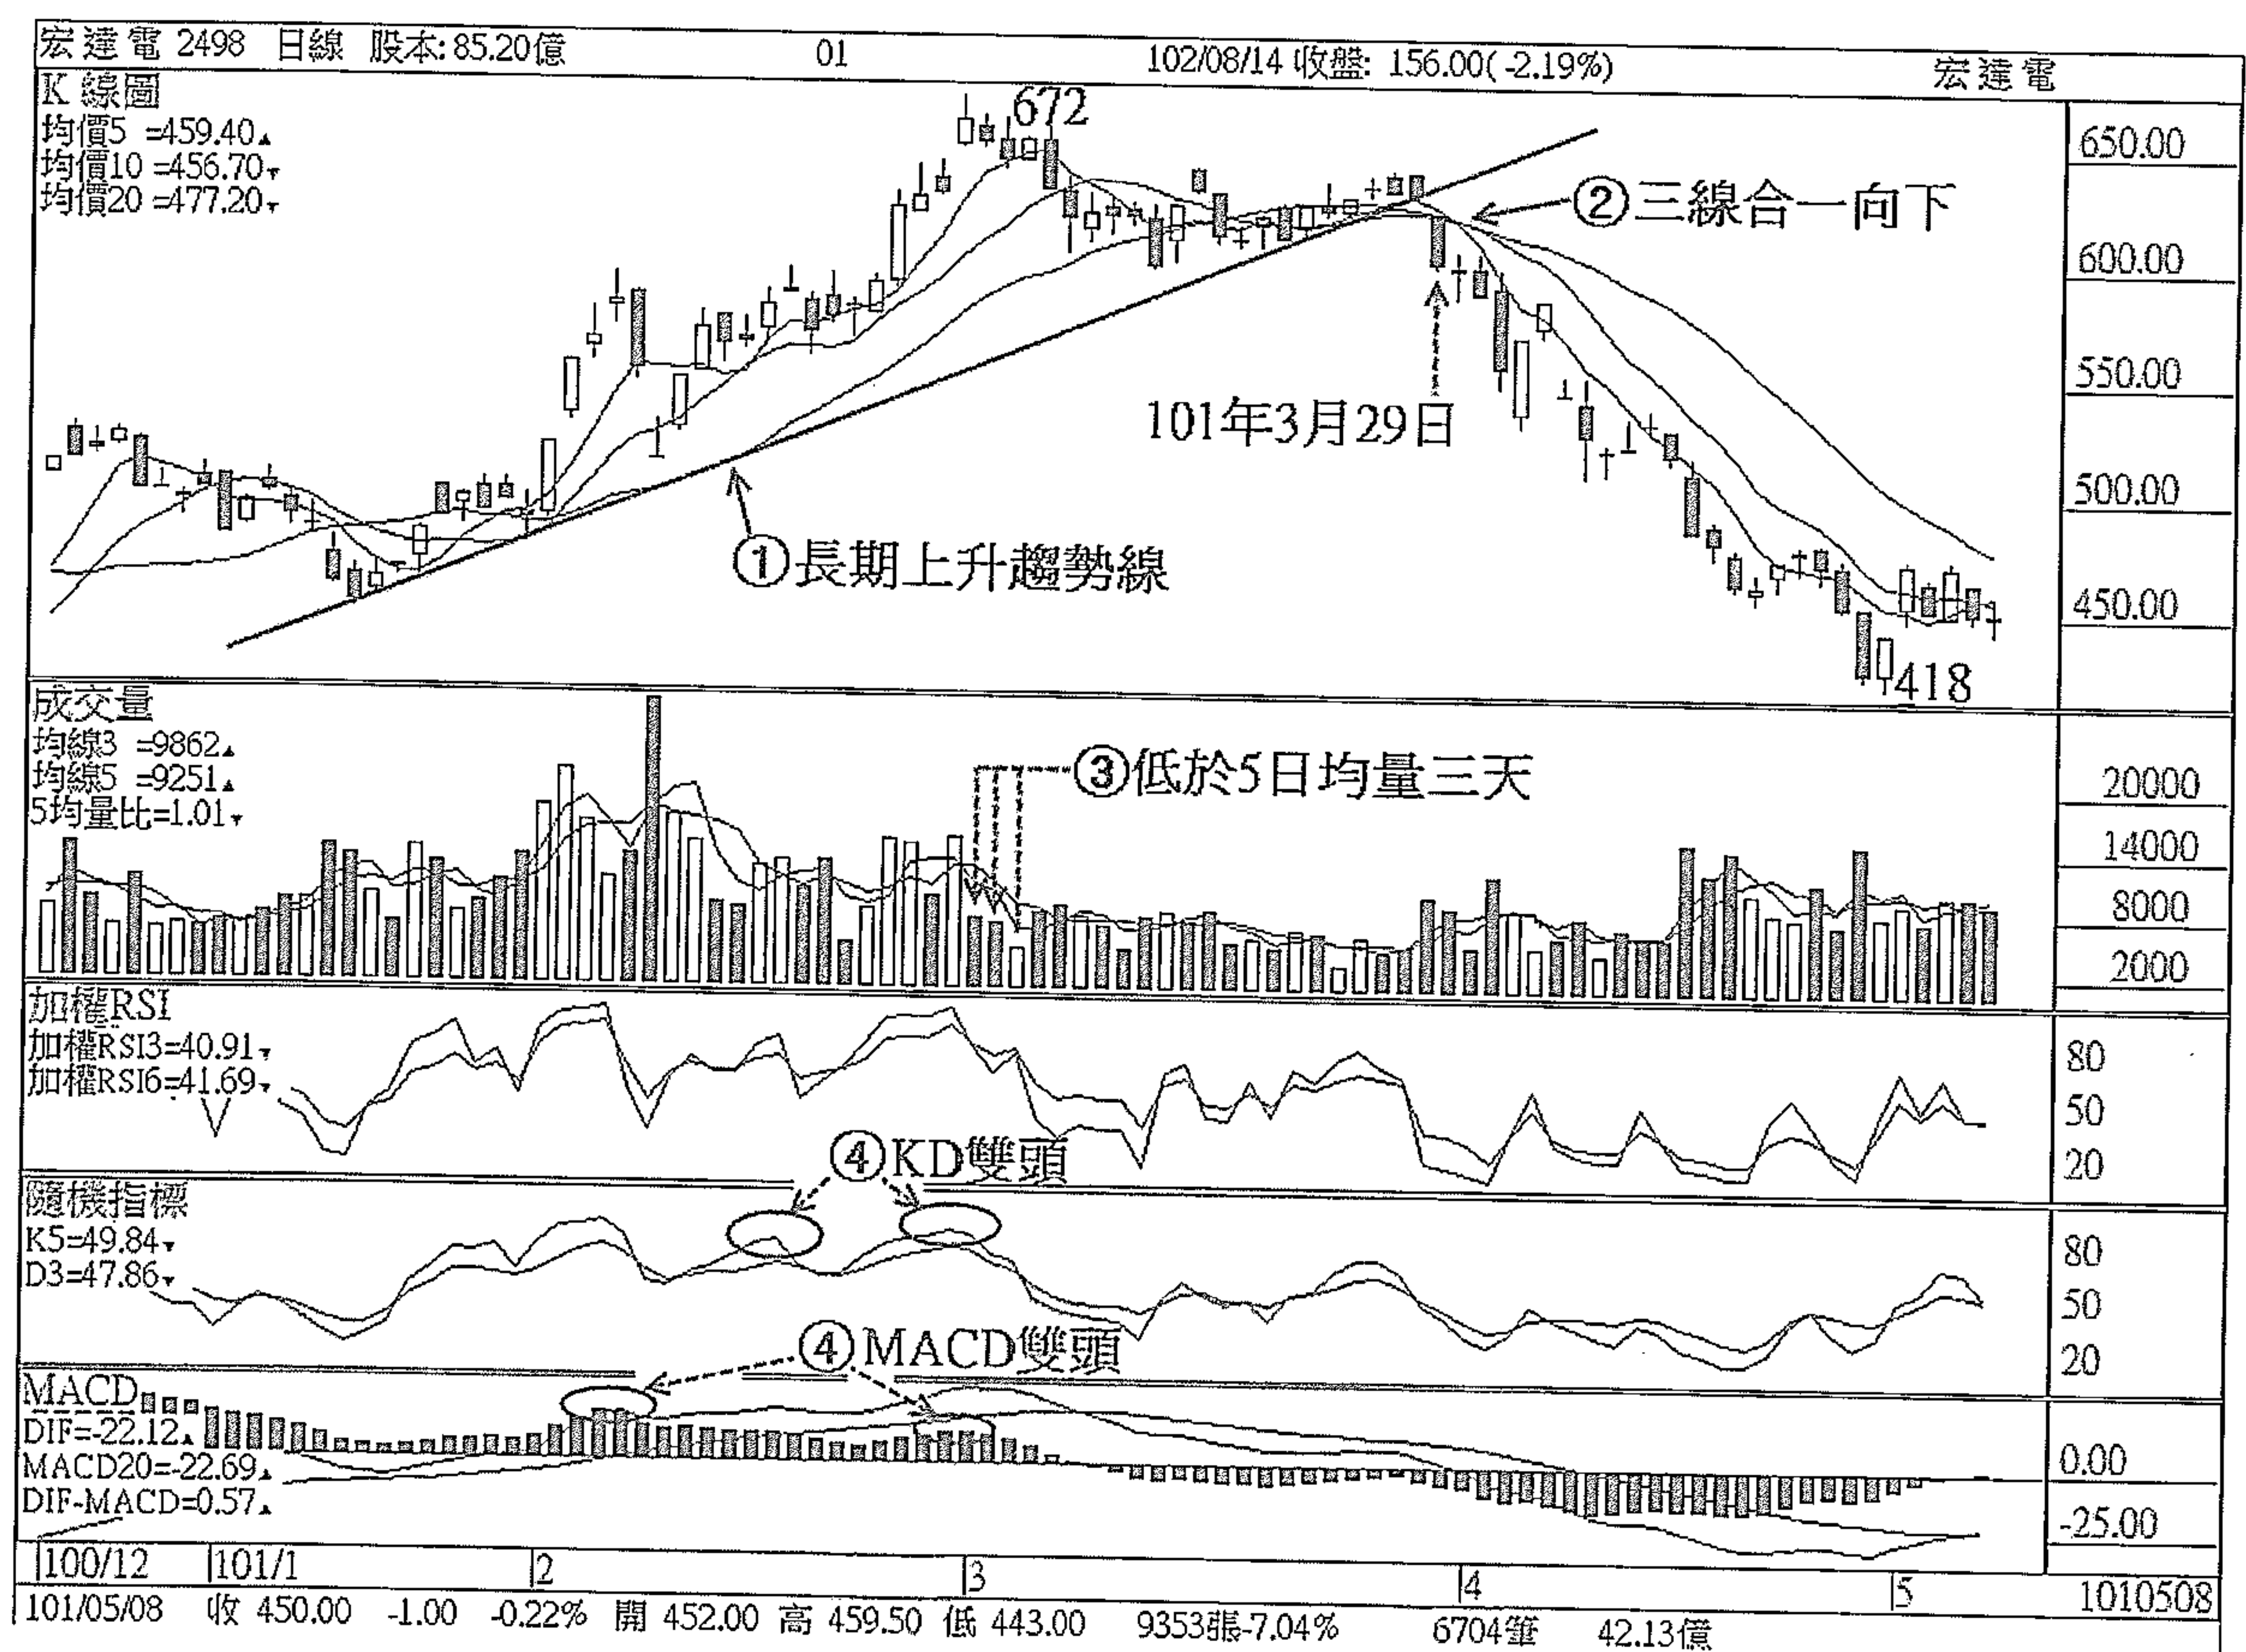 宏達電 2498 日線 股本: 85.20億 01 102/08/14 收盤: 156.00( -2.19%) 宏達電
K 線圖
均價5 =459.40▲
均價10 =456.70▼
均價20 =477.20▼
672
②三線合一向下
101年3月29日
①長期上升趨勢線
418
650.00
600.00
550.00
500.00
450.00
成交量
均線3 =9862▲
均線5 =9251▲
5均量比=1.01▼
③低於5日均量三天
20000
14000
8000
2000
加權RSI
加權RSI3=40.91▼
加權RSI6=41.69▼
80
50
20
④KD雙頭
隨機指標
K5=49.84▼
D3=47.86▼
80
50
20
④MACD雙頭
MACD
DIF=-22.12▲
MACD20=-22.69▲
DIF-MACD=0.57▲
0.00
-25.00
100/12 101/1 2 3 4 5 1010508
101/05/08 收 450.00 -1.00 -0.22% 開 452.00 高 459.50 低 443.00 9353張-7.04% 6704筆 42.13億